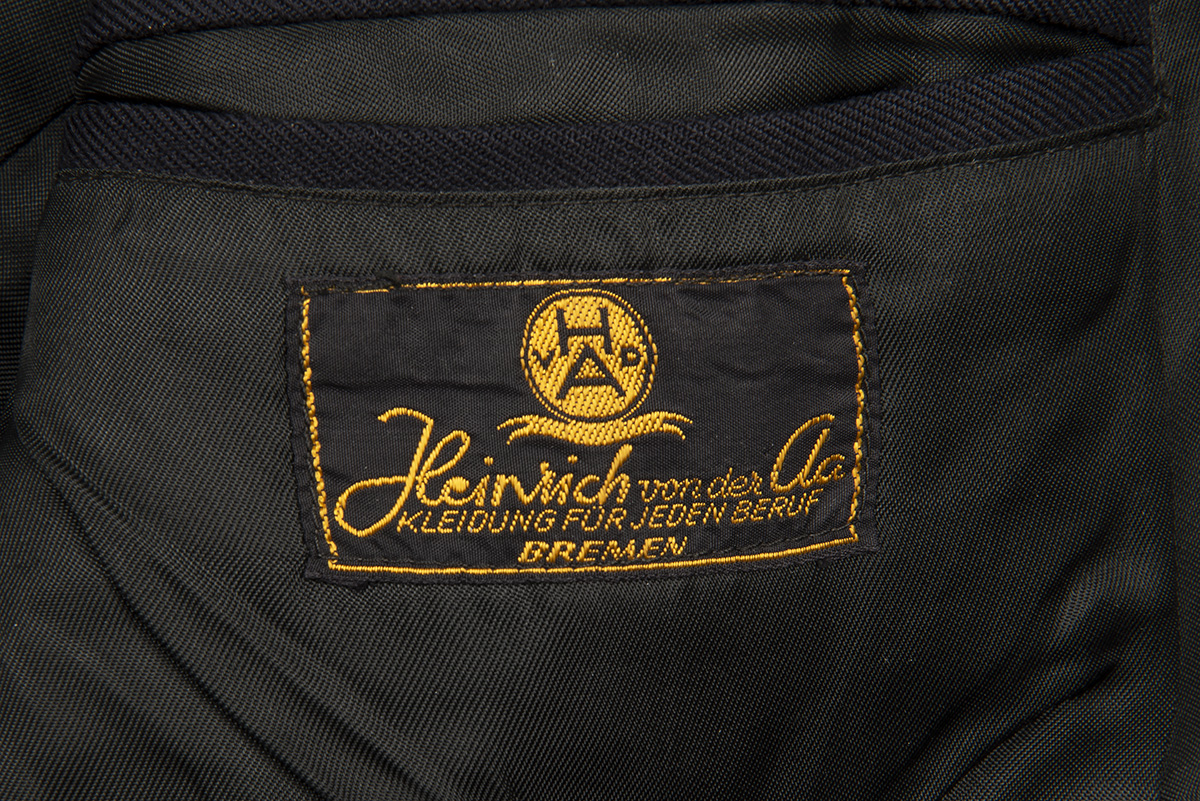 H
V D
A
Heinrich von der Aa
KLEIDUNG FÜR JEDEN BERUF
BREMEN